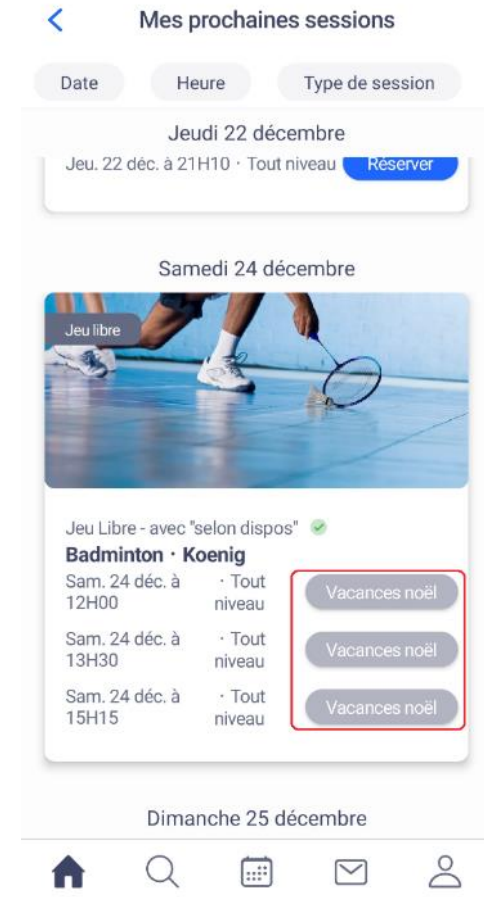 Mes prochaines sessions
Date
Heure
Type de session
Jeudi 22 décembre
Jeu. 22 déc. à 21H10 · Tout niveau
Réserver
Samedi 24 décembre
Jeu libre
Jeu Libre - avec "selon dispos"
Badminton · Koenig
Sam. 24 déc. à
12H00
· Tout
niveau
Vacances noël
Sam. 24 déc. à
13H30
· Tout
niveau
Vacances noël
Sam. 24 déc. à
15H15
· Tout
niveau
Vacances noël
Dimanche 25 décembre